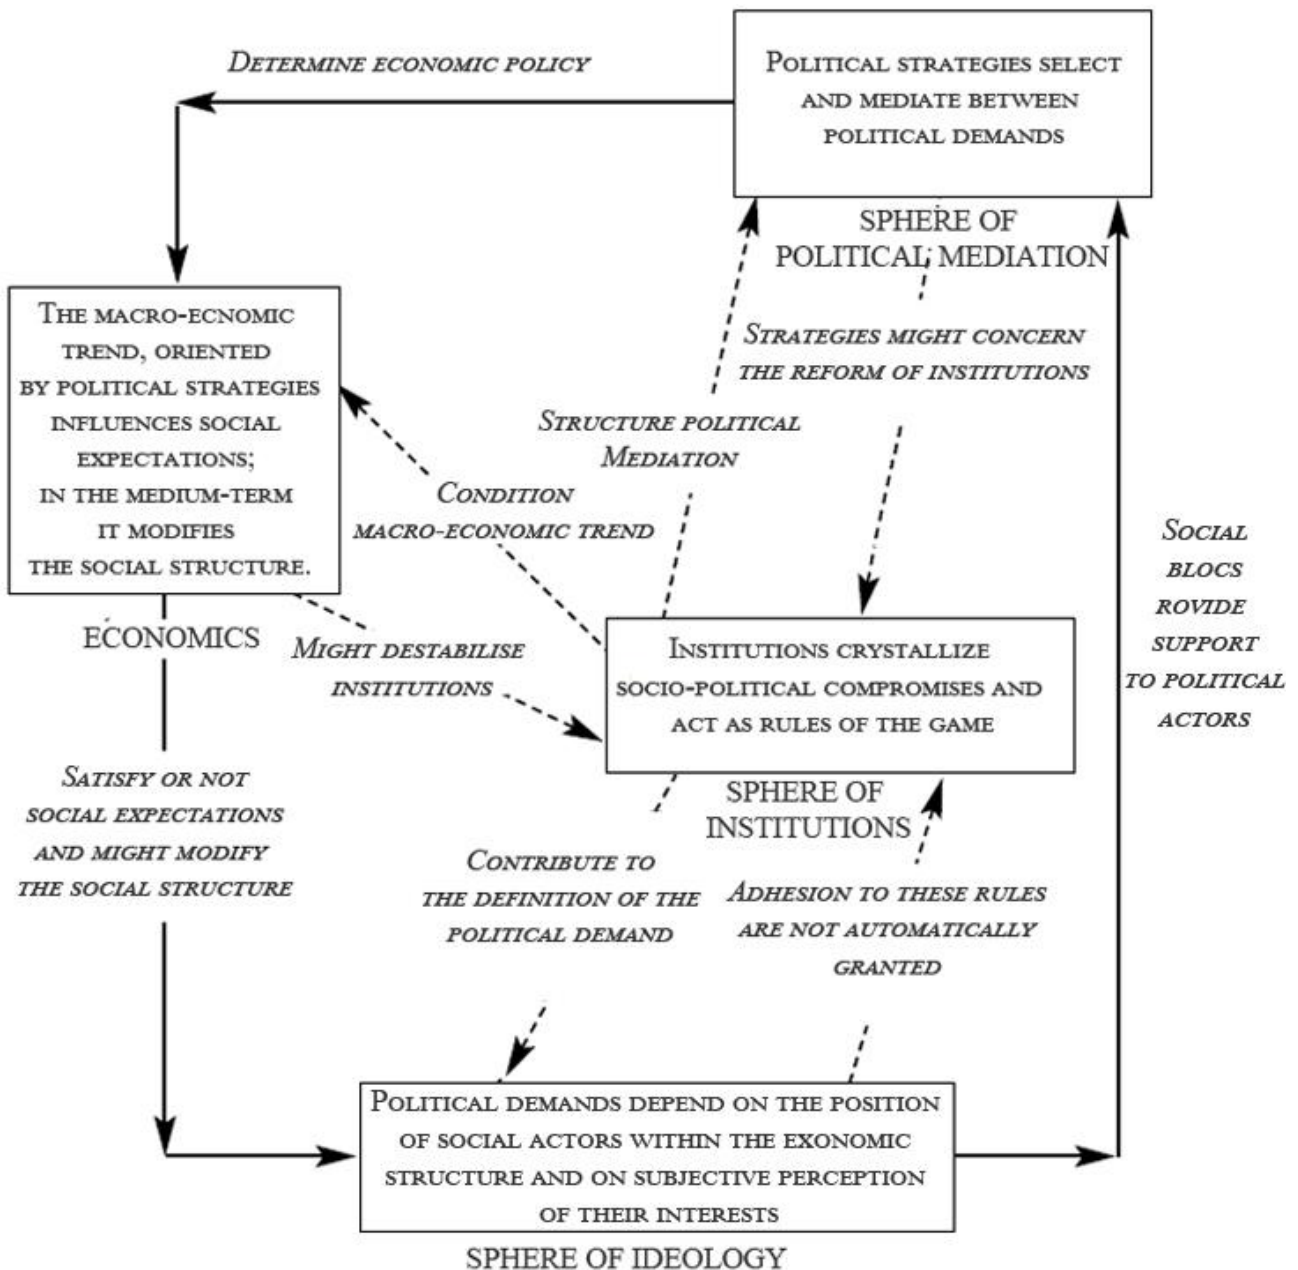 Determine economic policy
Political strategies select
and mediate between
political demands
SPHERE OF
POLITICAL MEDIATION
The macro-ecnomic
trend, oriented
by political strategies
influences social
expectations;
in the medium-term
it modifies
the social structure.
ECONOMICS
Strategies might concern
the reform of institutions
Structure political
Mediation
Condition
macro-economic trend
Might destabilise
institutions
Institutions crystallize
socio-political compromises and
act as rules of the game
SPHERE OF
INSTITUTIONS
Social
blocs
rovide
support
to political
actors
Satisfy or not
social expectations
and might modify
the social structure
Contribute to
the definition of the
political demand
Adhesion to these rules
are not automatically
granted
Political demands depend on the position
of social actors within the exonomic
structure and on subjective perception
of their interests
SPHERE OF IDEOLOGY